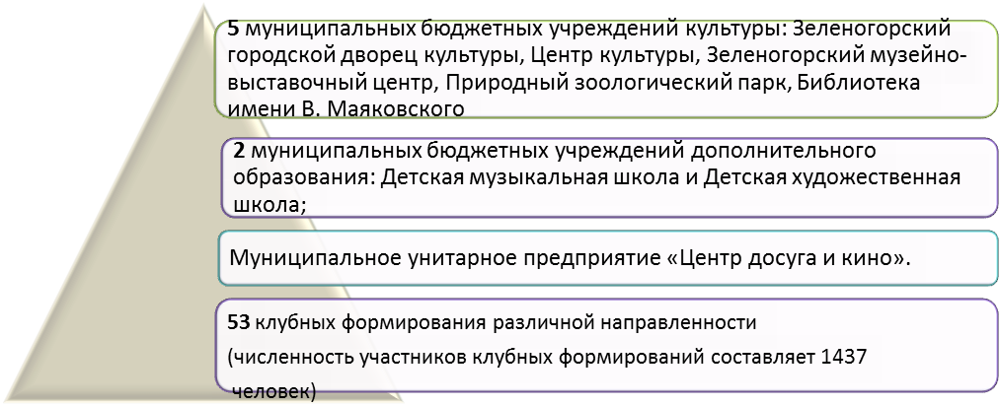 5 муниципальных бюджетных учреждений культуры: Зеленогорский
городской дворец культуры, Центр культуры, Зеленогорский музейно-
выставочный центр, Природный зоологический парк, Библиотека
имени В. Маяковского
2 муниципальных бюджетных учреждений дополнительного
образования: Детская музыкальная школа и Детская художественная
школа;
Муниципальное унитарное предприятие «Центр досуга и кино».
53 клубных формирования различной направленности
(численность участников клубных формирований составляет 1437
человек)